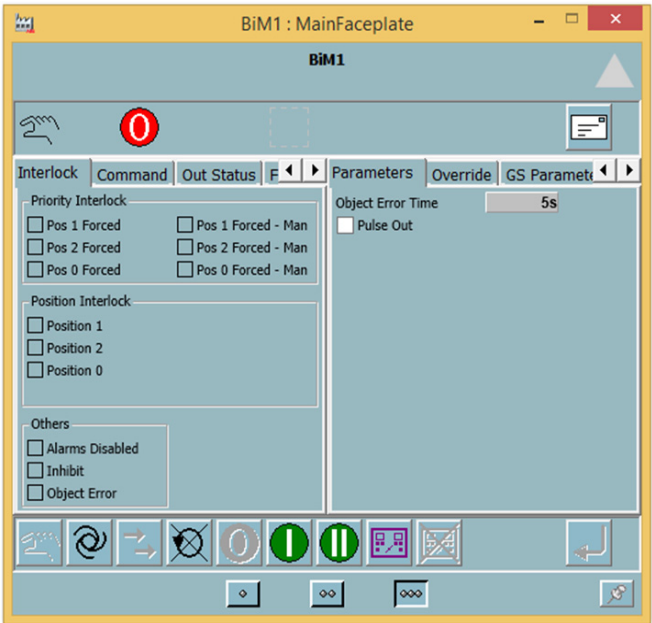 BiM1 : MainFaceplate
BiM1
Interlock Command Out Status F
Parameters Override GS Paramete
Priority Interlock
Pos 1 Forced Pos 1 Forced - Man
Pos 2 Forced Pos 2 Forced - Man
Pos 0 Forced Pos 0 Forced - Man
Position Interlock
Position 1
Position 2
Position 0
Others
Alarms Disabled
Inhibit
Object Error
Object Error Time 5s
Pulse Out